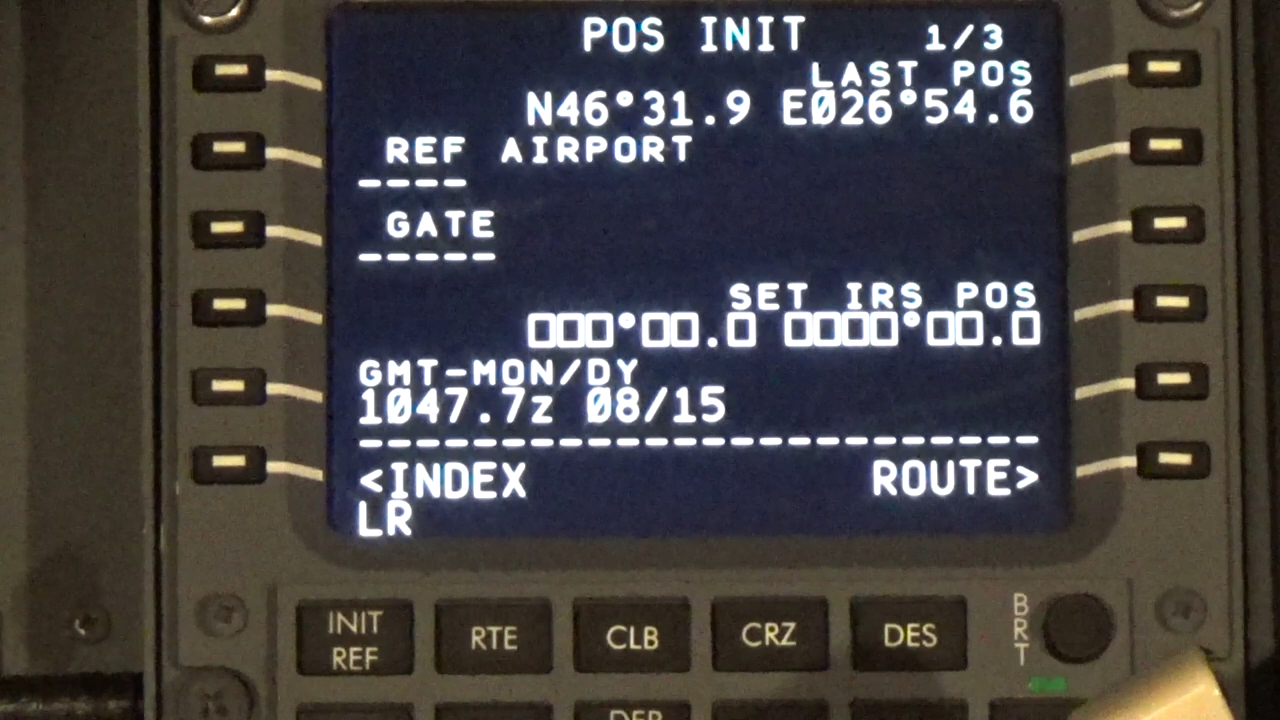 POS INIT 1/3
LAST POS
N46°31.9 E026°54.6
REF AIRPORT
----
GATE
-----
SET IRS POS
□□□°□□.□ □□□□°□□.□
GMT-MON/DY
1047.7z 08/15
-------------------------
<INDEX ROUTE>
LR
INIT REF RTE CLB CRZ DES BRT
DEP